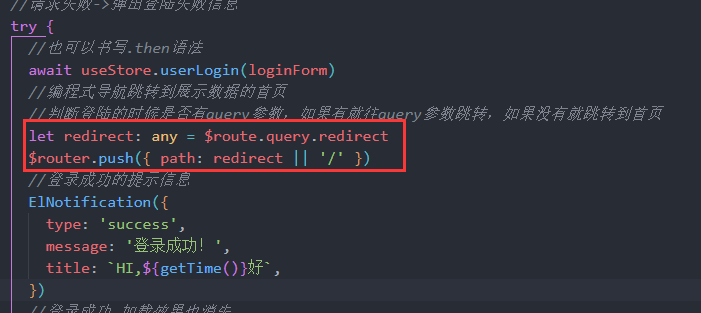 //请求失败->弹出登陆失败信息
try {
//也可以书写.then语法
await useStore.userLogin(loginForm)
//编程式导航跳转到展示数据的首页
//判断登陆的时候是否有query参数，如果有就往query参数跳转，如果没有就跳转到首页
let redirect: any = $route.query.redirect
$router.push({ path: redirect || '/' })
//登录成功的提示信息
ElNotification({
type: 'success',
message: '登录成功！',
title: `HI,${getTime()}好`,
})
//登录成功,加载效果也消失